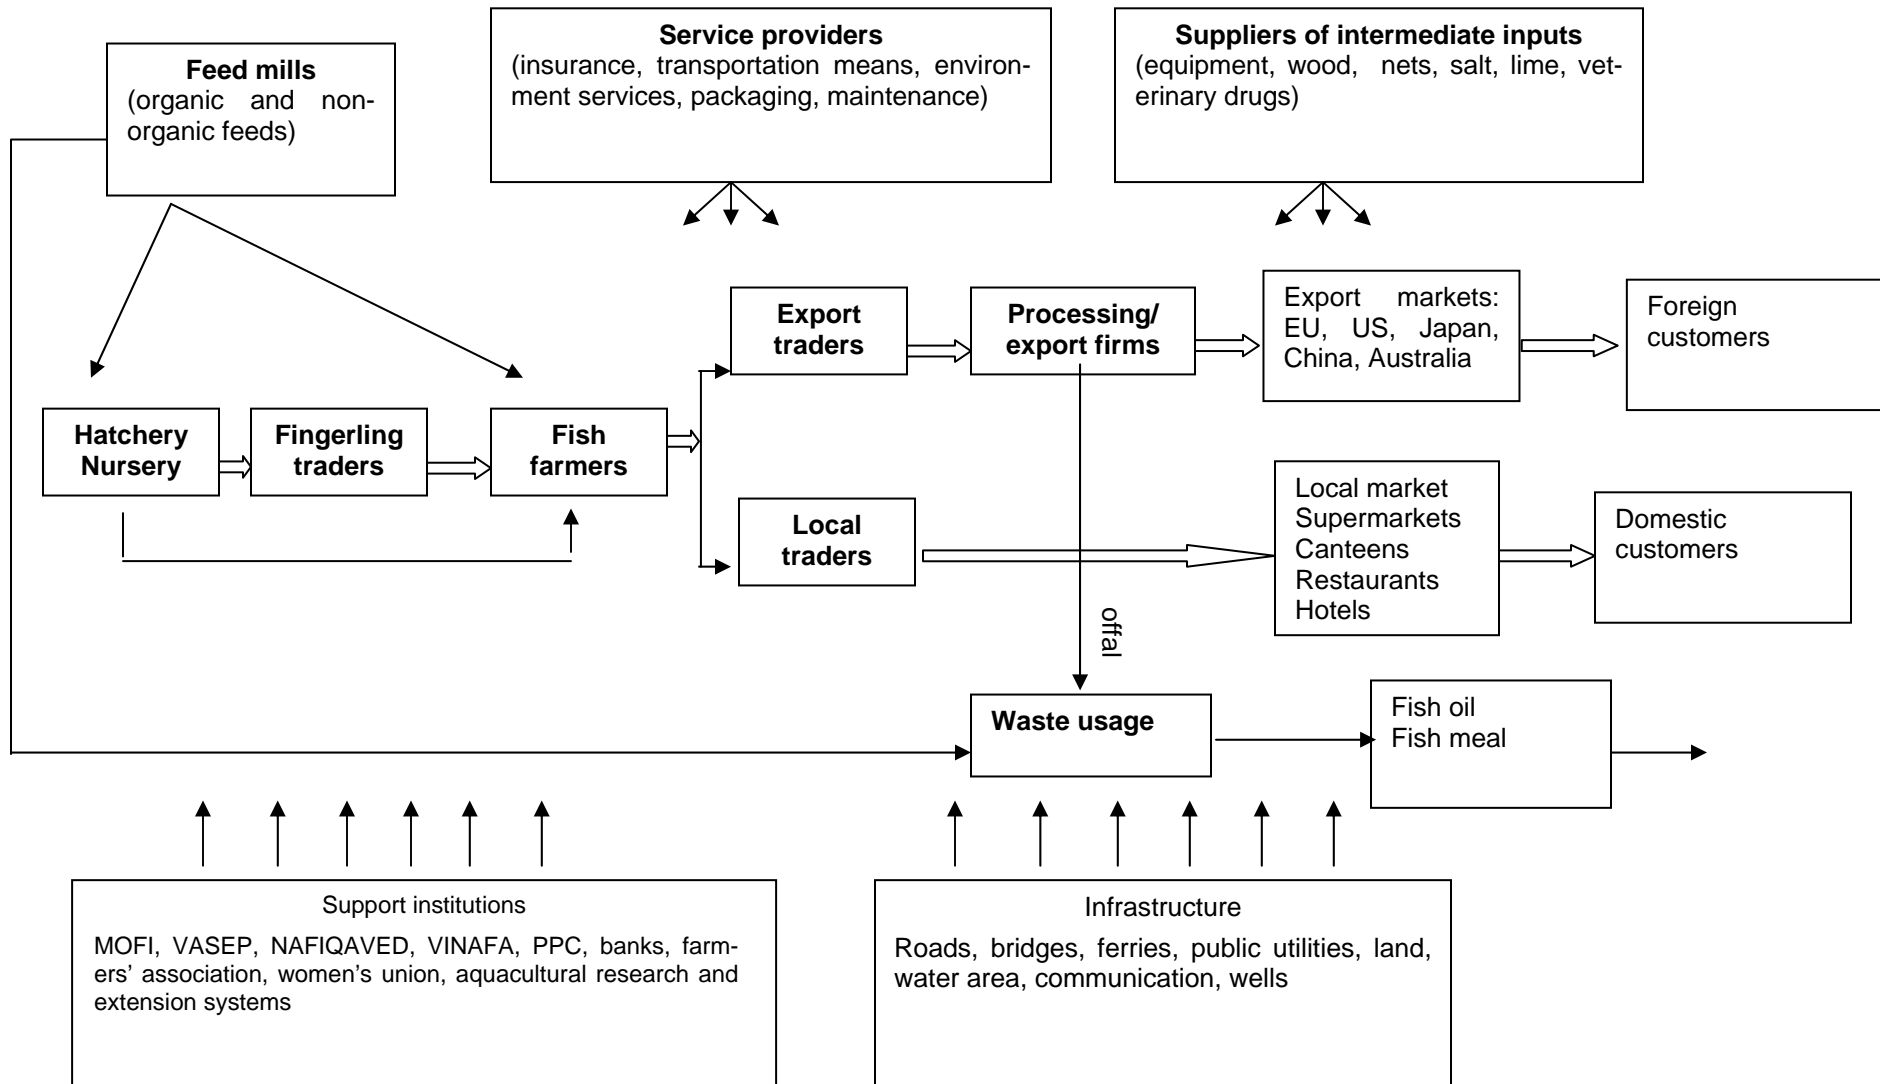 Feed mills
(organic and non-
organic feeds)
Service providers
(insurance, transportation means, environ-
ment services, packaging, maintenance)
Suppliers of intermediate inputs
(equipment, wood, nets, salt, lime, vet-
erinary drugs)
Hatchery
Nursery
Fingerling
traders
Fish
farmers
Export
traders
Processing/
export firms
Export markets:
EU, US, Japan,
China, Australia
Foreign
customers
Local
traders
Local market
Supermarkets
Canteens
Restaurants
Hotels
Domestic
customers
offal
Waste usage
Fish oil
Fish meal
Support institutions
MOFI, VASEP, NAFIQAVED, VINAFA, PPC, banks, farm-
ers’ association, women’s union, aquacultural research and
extension systems
Infrastructure
Roads, bridges, ferries, public utilities, land,
water area, communication, wells